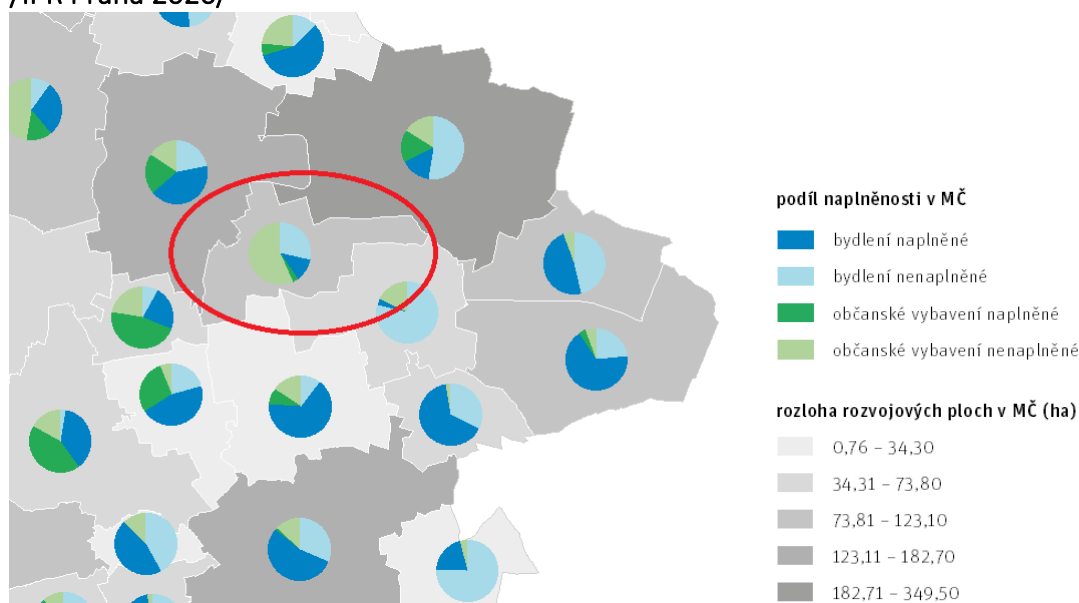 podíl naplněnosti v MČ
bydlení naplněné
bydlení nenaplněné
občanské vybavení naplněné
občanské vybavení nenaplněné
rozloha rozvojových ploch v MČ (ha)
0,76 – 34,30
34,31 – 73,80
73,81 – 123,10
123,11 – 182,70
182,71 – 349,50